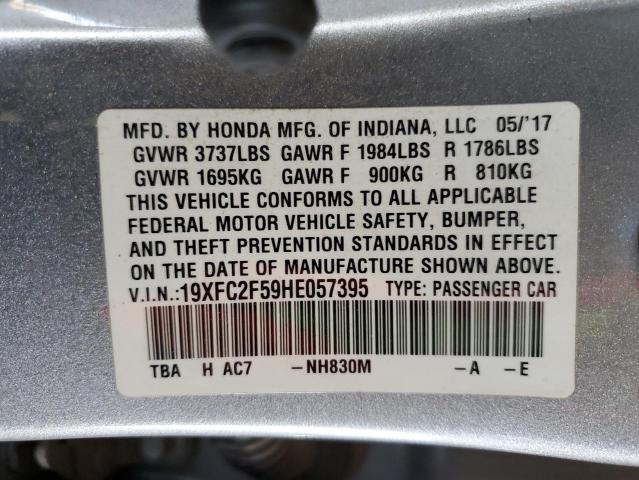 MFD. BY HONDA MFG. OF INDIANA, LLC 05/'17
GVWR 3737LBS GAWR F 1984LBS R 1786LBS
GVWR 1695KG GAWR F 900KG R 810KG
THIS VEHICLE CONFORMS TO ALL APPLICABLE
FEDERAL MOTOR VEHICLE SAFETY, BUMPER,
AND THEFT PREVENTION STANDARDS IN EFFECT
ON THE DATE OF MANUFACTURE SHOWN ABOVE.
V.I.N.:19XFC2F59HE057395 TYPE: PASSENGER CAR
TBA H AC7 -NH830M -A -E